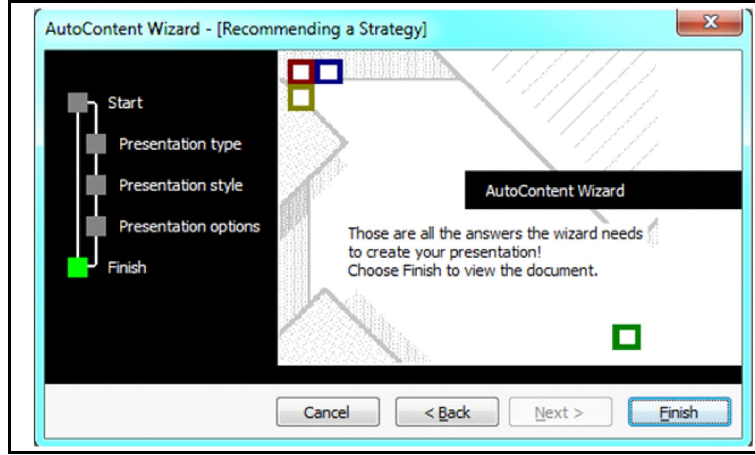 AutoContent Wizard - [Recommending a Strategy]
Start
Presentation type
Presentation style
Presentation options
Finish
AutoContent Wizard
Those are all the answers the wizard needs
to create your presentation!
Choose Finish to view the document.
Cancel
< Back
Next >
Finish